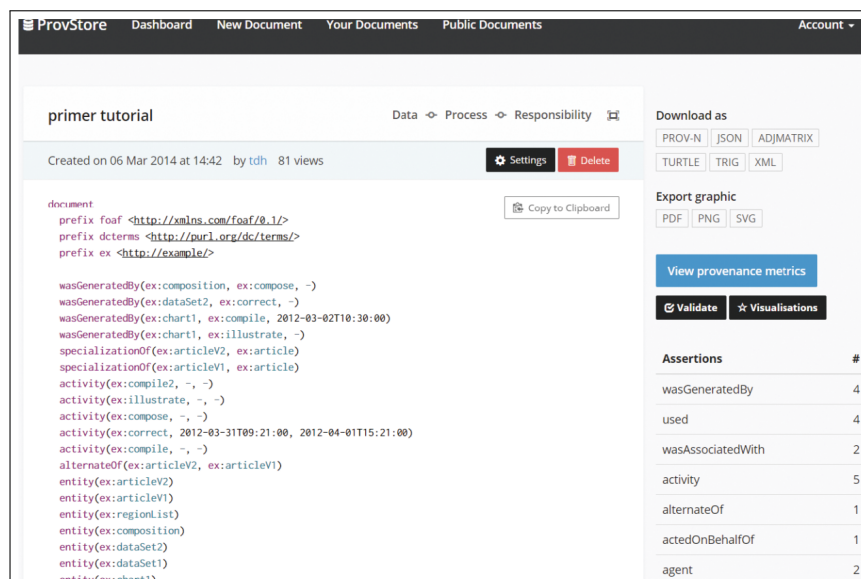 ProvStore Dashboard New Document Your Documents Public Documents Account
primer tutorial Data Process Responsibility
Created on 06 Mar 2014 at 14:42 by tdh 81 views Settings Delete
Copy to Clipboard
document
prefix foaf <http://xmlns.com/foaf/0.1/>
prefix dcterms <http://purl.org/dc/terms/>
prefix ex <http://example/>
wasGeneratedBy(ex:composition, ex:compose, -)
wasGeneratedBy(ex:dataSet2, ex:correct, -)
wasGeneratedBy(ex:chart1, ex:compile, 2012-03-02T10:30:00)
wasGeneratedBy(ex:chart1, ex:illustrate, -)
specializationOf(ex:articleV2, ex:article)
specializationOf(ex:articleV1, ex:article)
activity(ex:compile2, -, -)
activity(ex:illustrate, -, -)
activity(ex:compose, -, -)
activity(ex:correct, 2012-03-31T09:21:00, 2012-04-01T15:21:00)
activity(ex:compile, -, -)
alternateOf(ex:articleV2, ex:articleV1)
entity(ex:articleV2)
entity(ex:articleV1)
entity(ex:regionList)
entity(ex:composition)
entity(ex:dataSet2)
entity(ex:dataSet1)
entity(ex:chart1)
Download as
PROV-N JSON ADJMATRIX
TURTLE TRIG XML
Export graphic
PDF PNG SVG
View provenance metrics
Validate Visualisations
Assertions #
wasGeneratedBy 4
used 4
wasAssociatedWith 2
activity 5
alternateOf 1
actedOnBehalfOf 1
agent 2